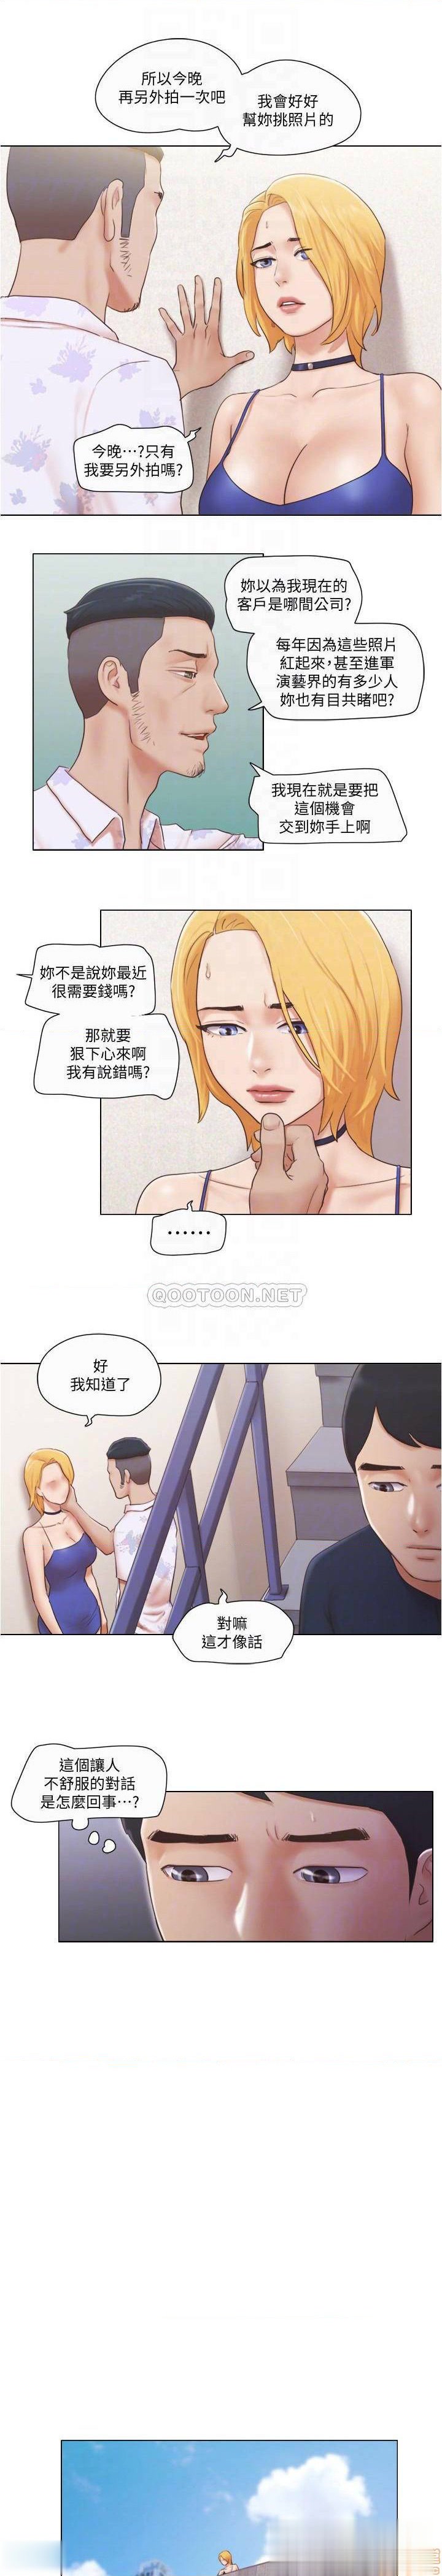 所以今晚
再另外拍一次吧
我會好好
幫妳挑照片的
今晚…?只有
我要另外拍嗎?
妳以為我現在的
客戶是哪間公司?
每年因為這些照片
紅起來，甚至進軍
演藝界的有多少人
妳也有目共睹吧?
我現在就是要把
這個機會
交到妳手上啊
妳不是說妳最近
很需要錢嗎?
那就要
狠下心來啊
我有說錯嗎?
……
QOOTOON.NET
好
我知道了
對嘛
這才像話
這個讓人
不舒服的對話
是怎麼回事…?